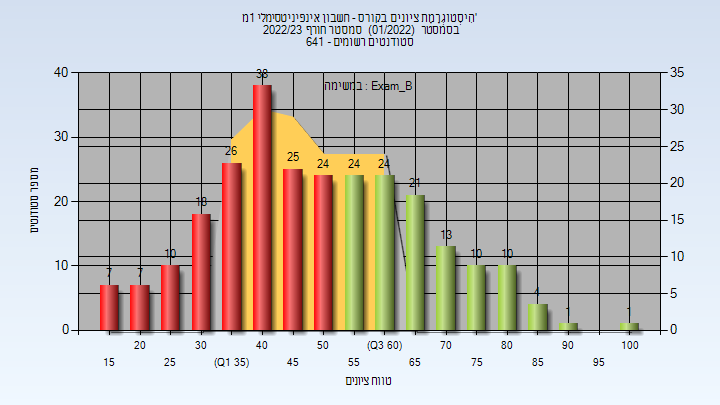 היסטוגרמת ציונים בקורס - חשבון אינפיניטסימלי 1מ'
בסמסטר (01/2022) סמסטר חורף 2022/23
סטודנטים רשומים - 641
במשימה : Exam_B
40 30 20 10 0
מספר סטודנטים
35 30 25 20 15 10 5 0
7 7 10 18 26 38 25 24 24 24 21 13 10 10 4 1 1
20 30 40 50 (Q3 60) 70 80 90 100
15 25 (Q1 35) 45 55 65 75 85 95
טווח ציונים